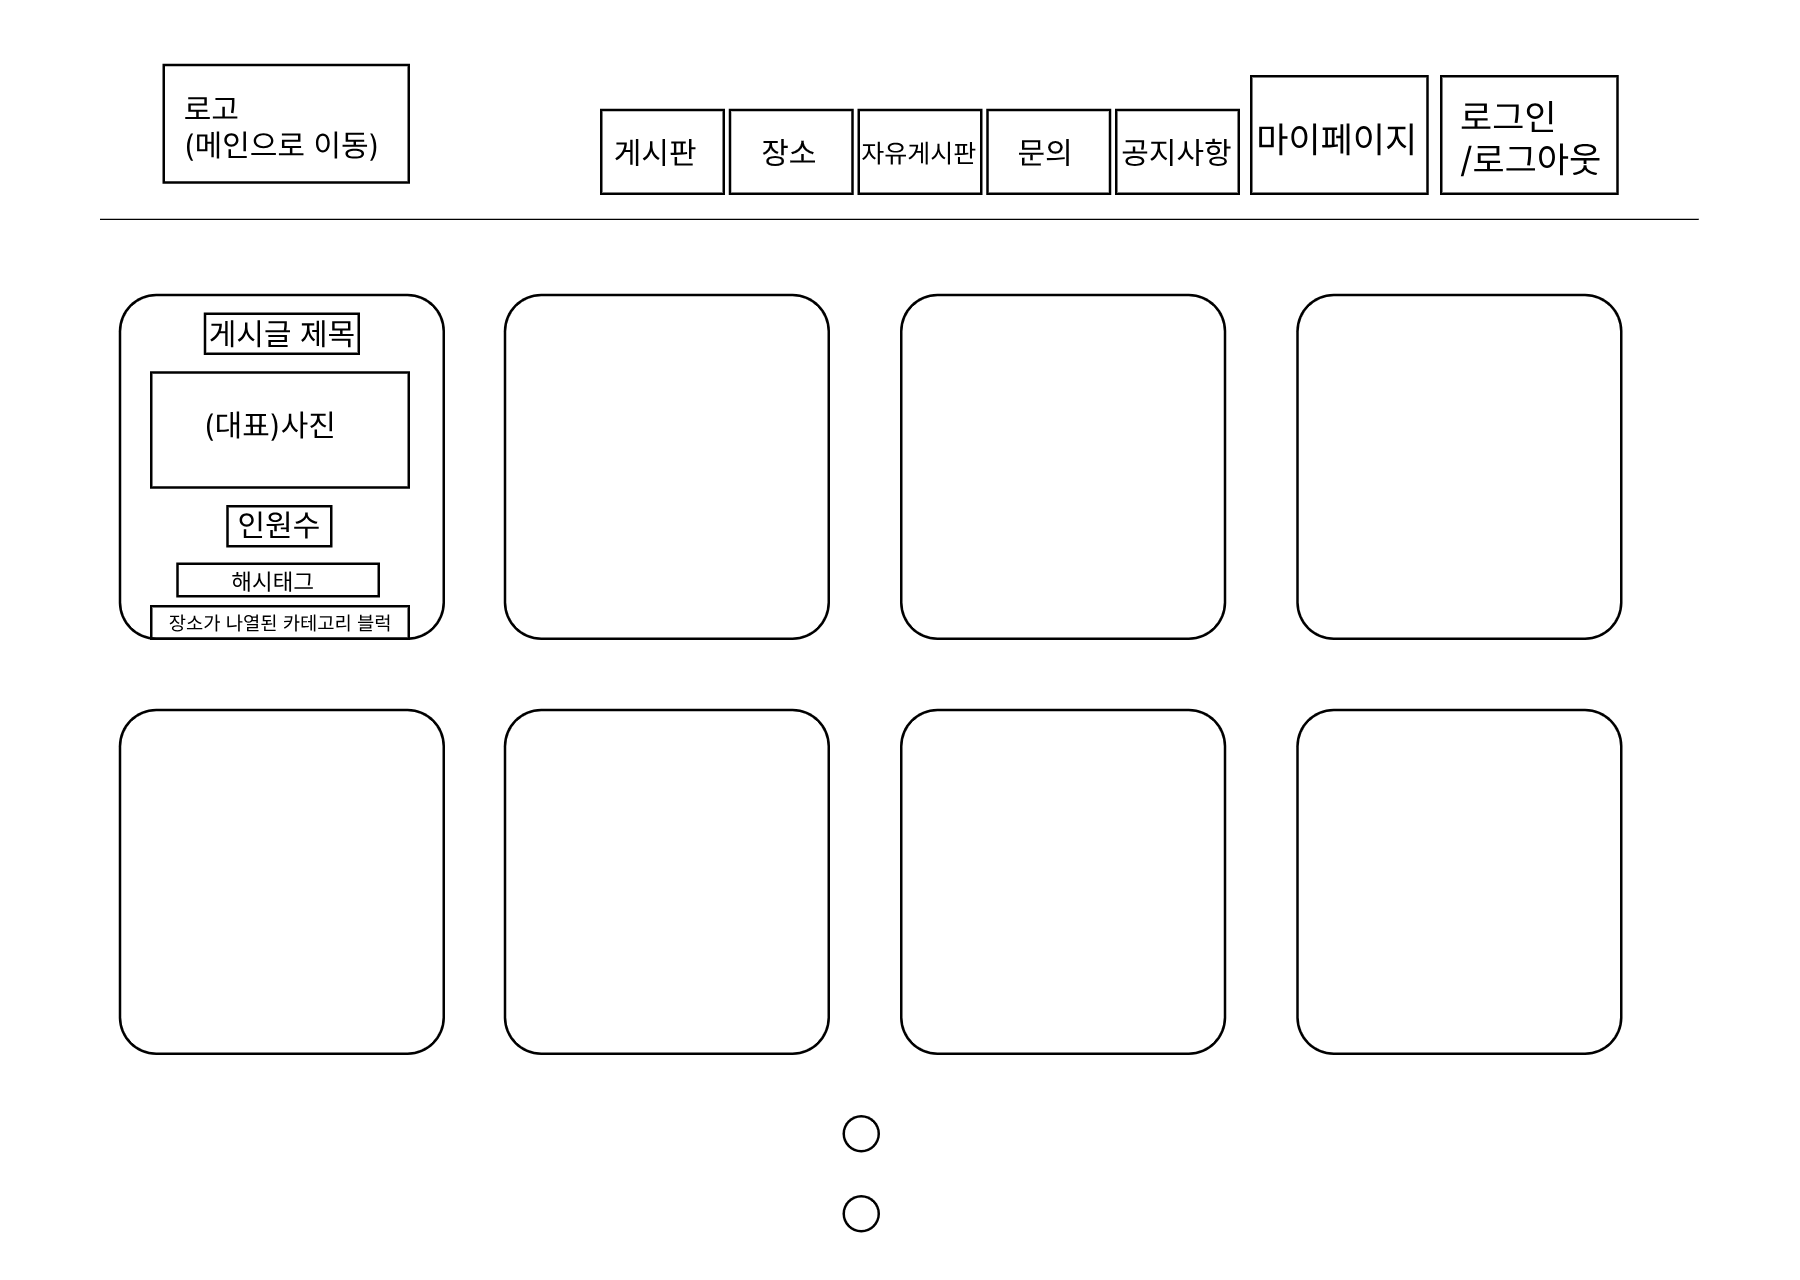 로고
(메인으로 이동)
게시판
장소
자유게시판
문의
공지사항
마이페이지
로그인
/로그아웃
게시글 제목
(대표)사진
인원수
해시태그
장소가 나열된 카테고리 블럭